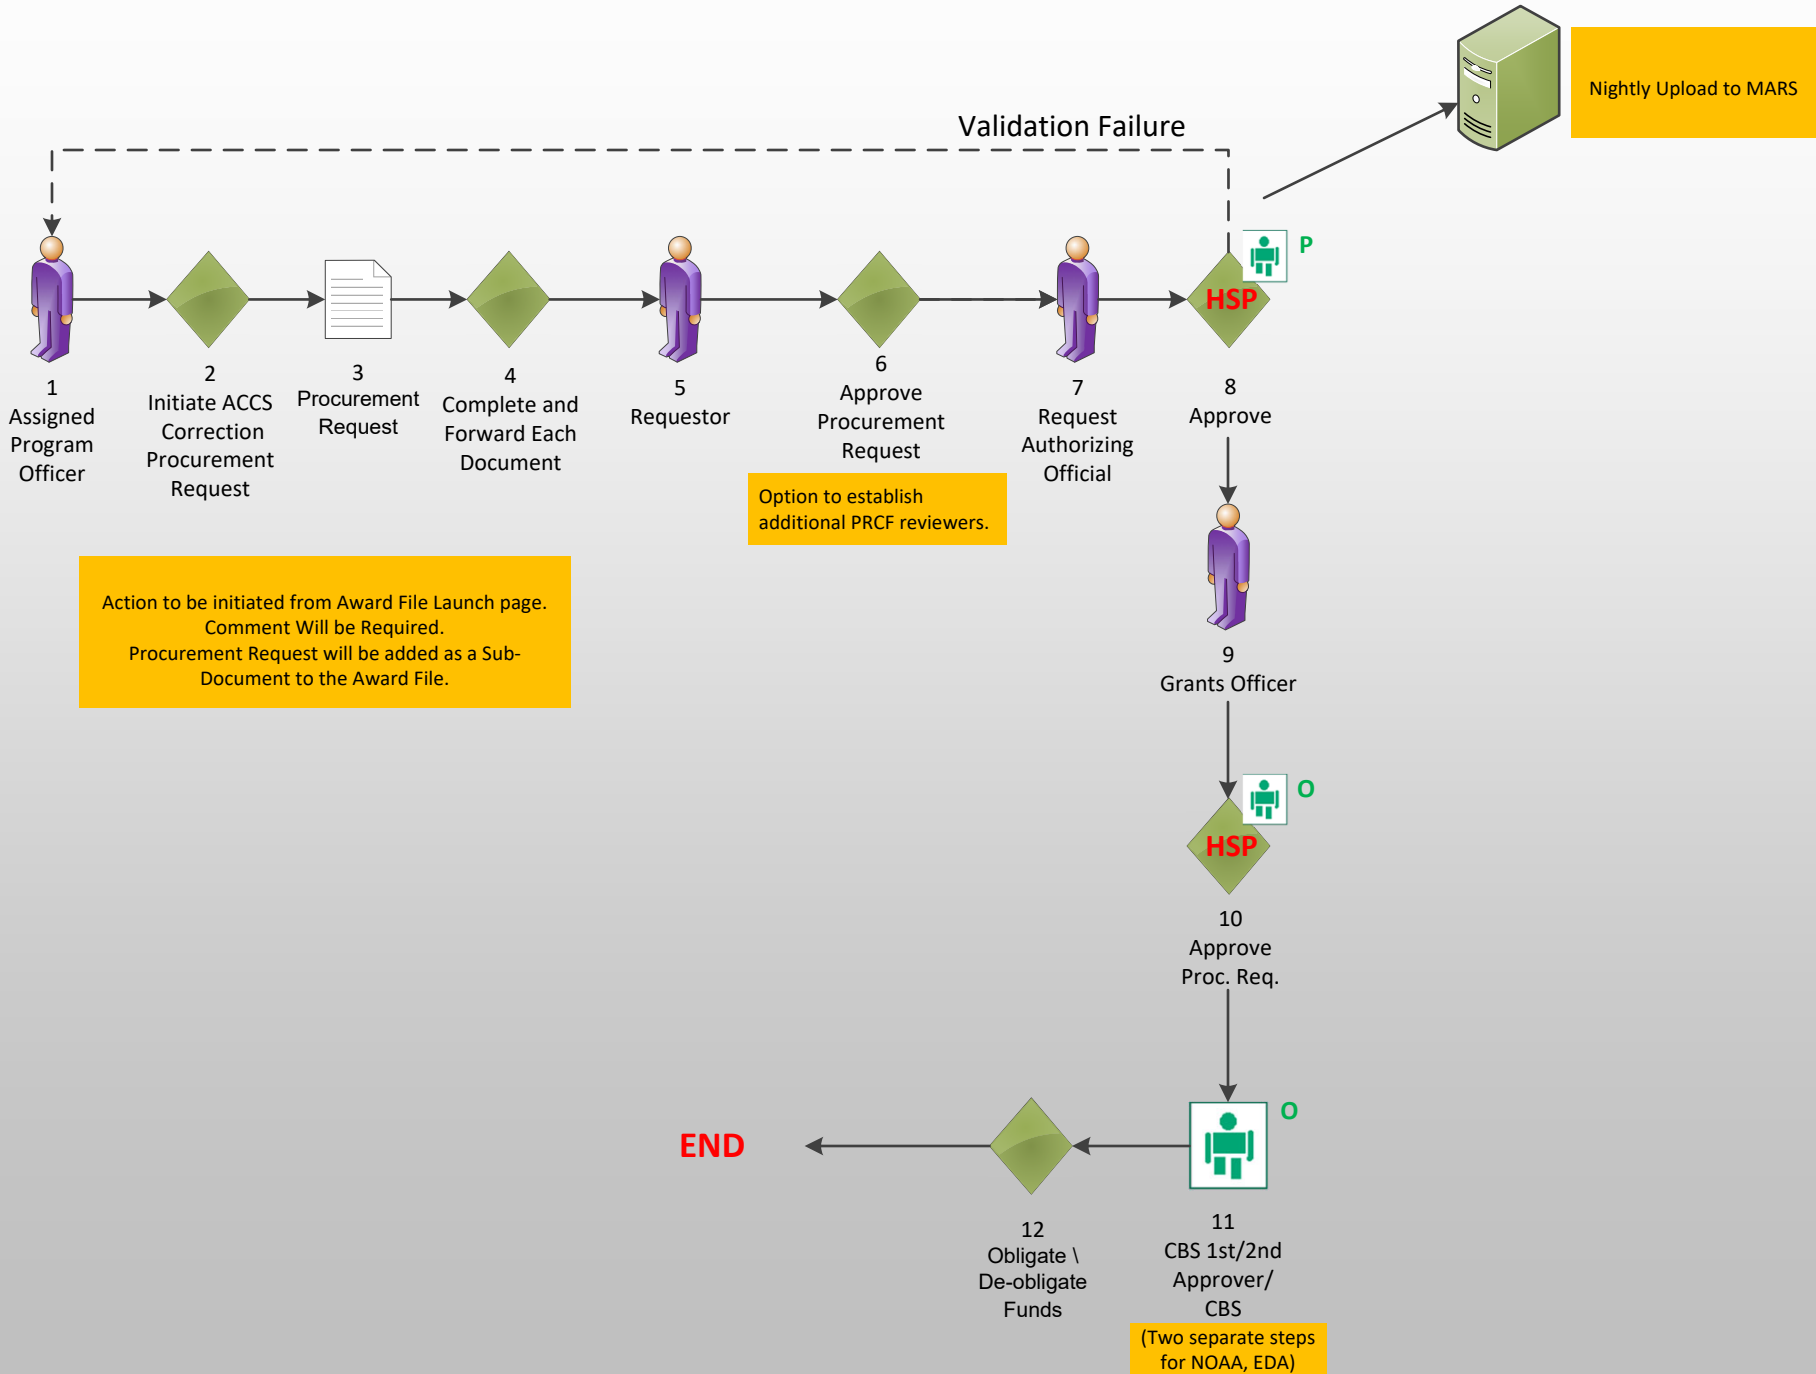 Nightly Upload to MARS
Validation Failure
P
HSP
1
Assigned
Program
Officer
2
Initiate ACCS
Correction
Procurement
Request
3
Procurement
Request
4
Complete and
Forward Each
Document
5
Requestor
6
Approve
Procurement
Request
Option to establish
additional PRCF reviewers.
7
Request
Authorizing
Official
8
Approve
Action to be initiated from Award File Launch page.
Comment Will be Required.
Procurement Request will be added as a Sub-
Document to the Award File.
9
Grants Officer
O
HSP
10
Approve
Proc. Req.
O
11
CBS 1st/2nd
Approver/
CBS
(Two separate steps
for NOAA, EDA)
12
Obligate \
De-obligate
Funds
END